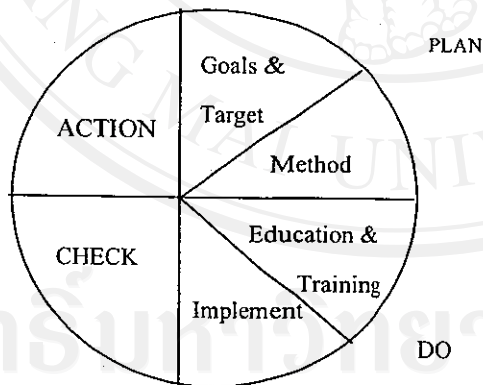 PLAN
Goals &
Target
Method
ACTION
Education &
Training
CHECK
Implement
DO